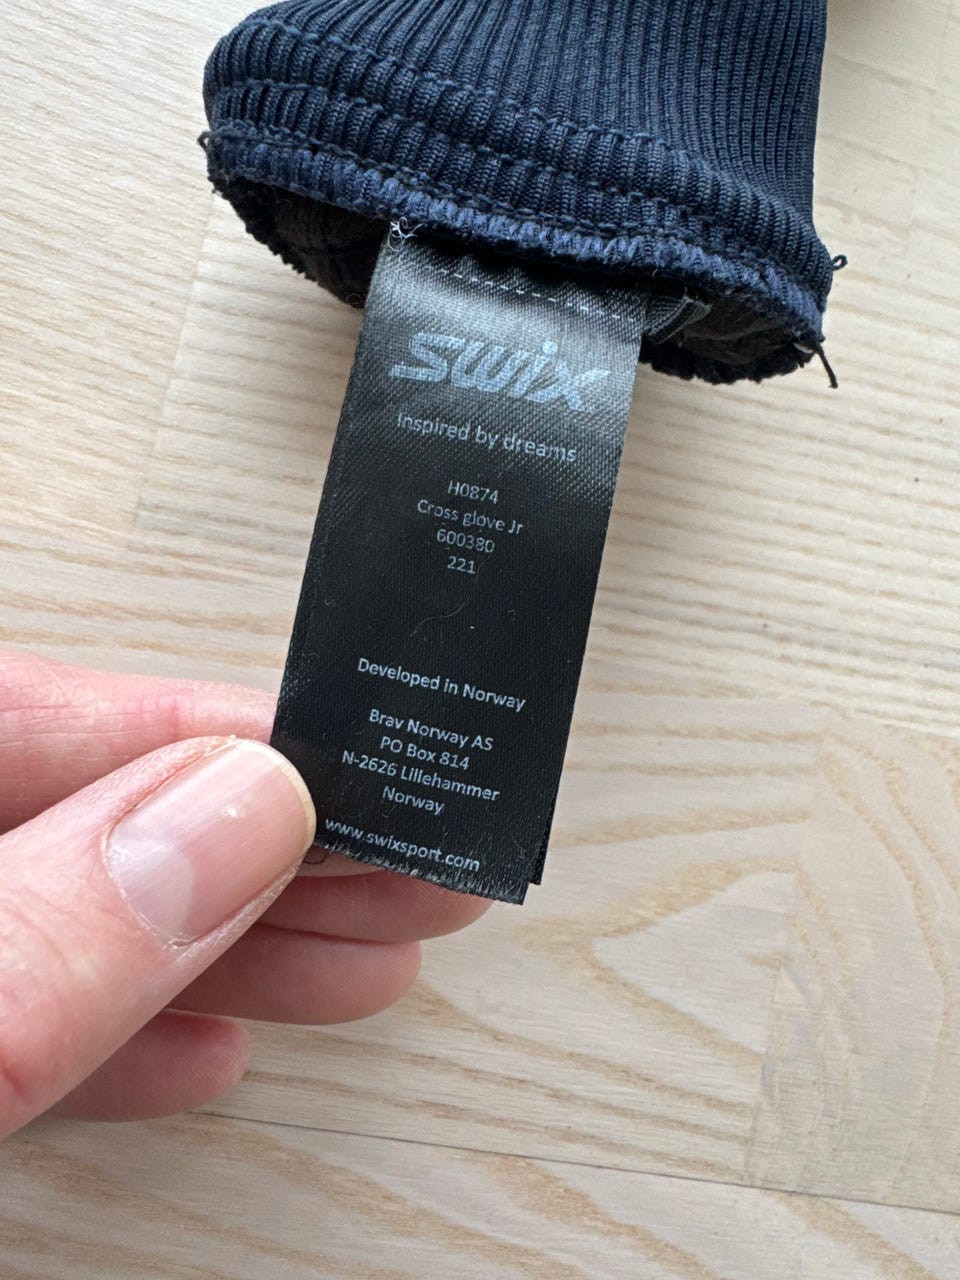 swix
Inspired by dreams
H0874
Cross glove Jr
600380
221
Developed in Norway
Brav Norway AS
PO Box 814
N-2626 Lillehammer
Norway
www.swixsport.com